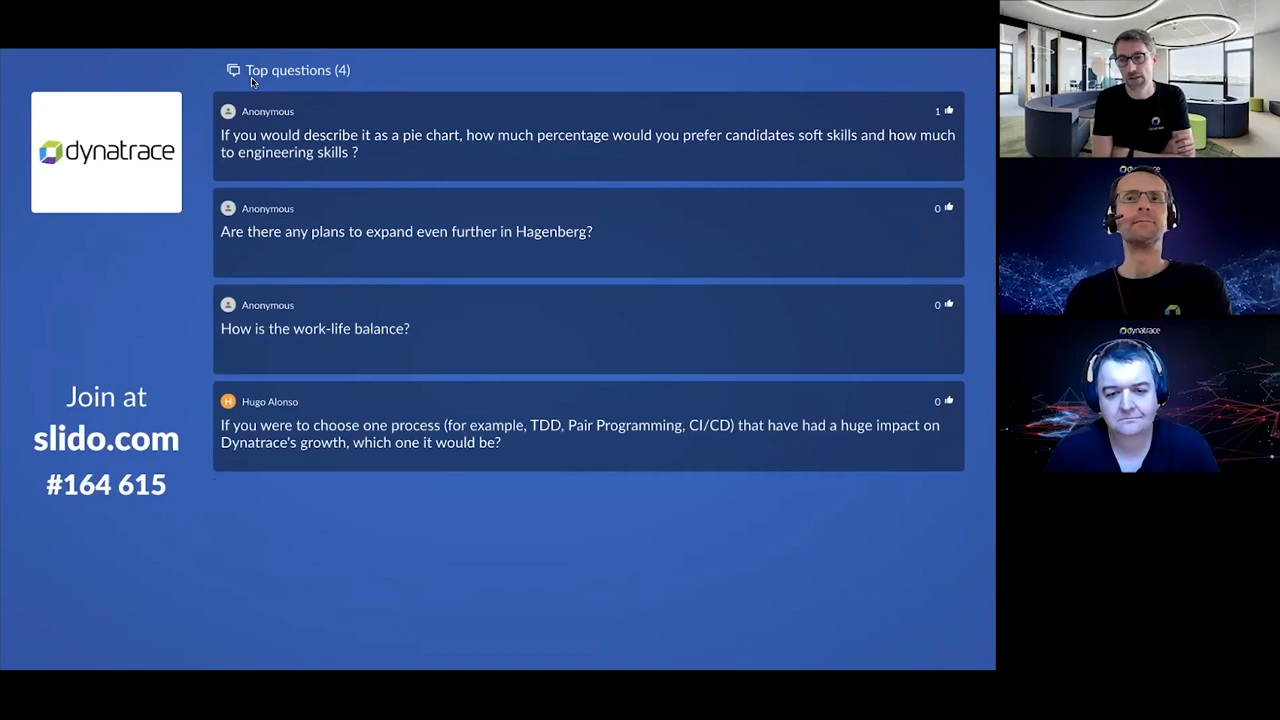 Top questions (4)
dynatrace
Anonymous
1
If you would describe it as a pie chart, how much percentage would you prefer candidates soft skills and how much
to engineering skills ?
Anonymous
0
Are there any plans to expand even further in Hagenberg?
Anonymous
0
How is the work-life balance?
H
Hugo Alonso
0
If you were to choose one process (for example, TDD, Pair Programming, CI/CD) that have had a huge impact on
Dynatrace's growth, which one it would be?
Join at
slido.com
#164 615
dynatrace
dynatrace